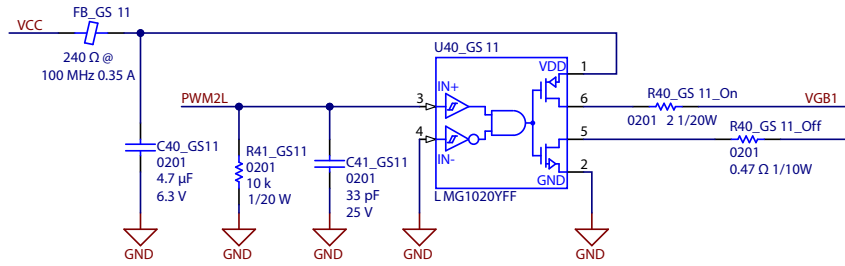 FB_GS 11
VCC
240 Ω @
100 MHz 0.35 A
U40_GS 11
VDD
1
IN+
PWM2L
3
6
R40_GS 11_On
VGB1
0201 2 1/20W
4
5
R40_GS 11_Off
IN-
0201
0.47 Ω 1/10W
2
GND
LMG1020YFF
C40_GS11
0201
4.7 µF
6.3 V
R41_GS11
0201
10 k
1/20 W
C41_GS11
0201
33 pF
25 V
GND
GND
GND
GND
GND